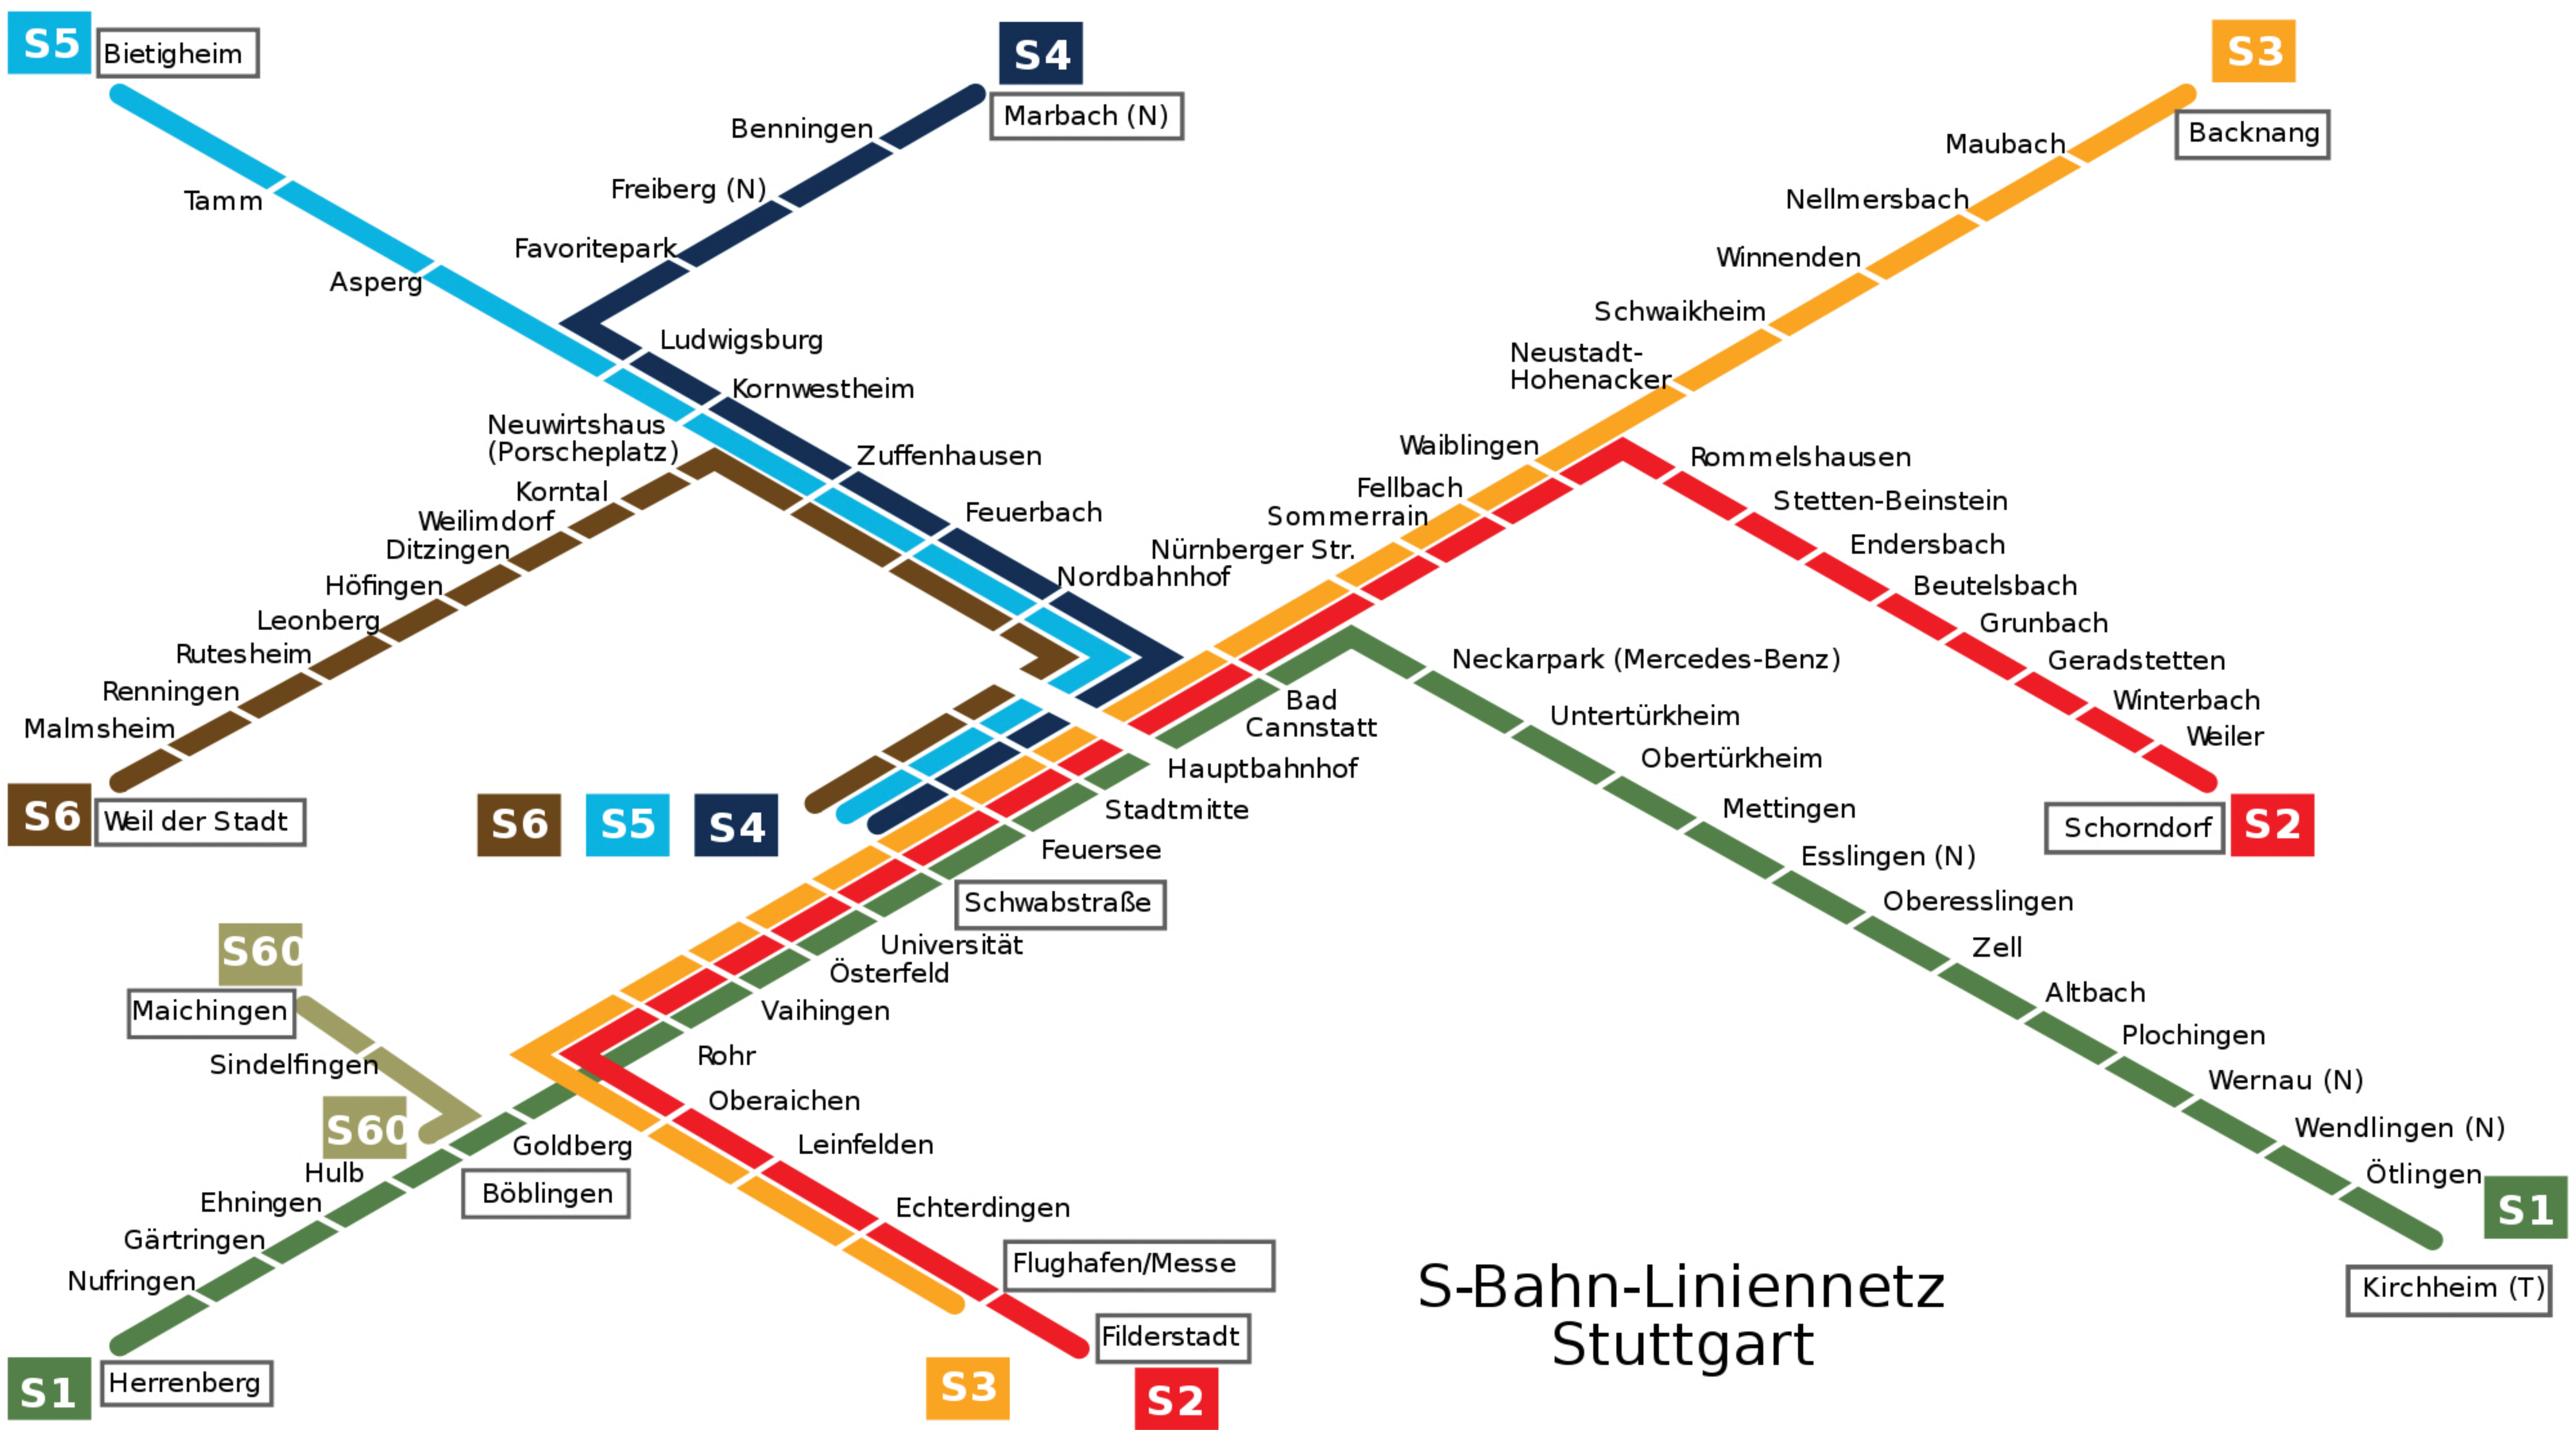 S5
Bietigheim
Tamm
Asperg
S4
Marbach (N)
Benningen
Freiberg (N)
Favoritepark
Ludwigsburg
Kornwestheim
Zuffenhausen
Feuerbach
Nordbahnhof
Neuwirtshaus
(Porscheplatz)
Korntal
Weilimdorf
Ditzingen
Höfingen
Leonberg
Rutesheim
Renningen
Malmsheim
S6
Weil der Stadt
S6
S5
S4
S3
Backnang
Maubach
Nellmersbach
Winnenden
Schwaikheim
Neustadt-
Hohenacker
Waiblingen
Fellbach
Sommerrain
Nürnberger Str.
Rommelshausen
Stetten-Beinstein
Endersbach
Beutelsbach
Grunbach
Geradstetten
Winterbach
Weiler
Schorndorf
S2
Neckarpark (Mercedes-Benz)
Untertürkheim
Obertürkheim
Mettingen
Esslingen (N)
Oberesslingen
Zell
Altbach
Plochingen
Wernau (N)
Wendlingen (N)
Ötlingen
S1
Kirchheim (T)
Bad
Cannstatt
Hauptbahnhof
Stadtmitte
Feuersee
Schwabstraße
Universität
Österfeld
Vaihingen
Rohr
Oberaichen
Leinfelden
Echterdingen
Flughafen/Messe
Filderstadt
S3
S2
S60
Maichingen
Sindelfingen
S60
Goldberg
Böblingen
Hulb
Ehningen
Gärtringen
Nufringen
S1
Herrenberg
S-Bahn-Liniennetz
Stuttgart